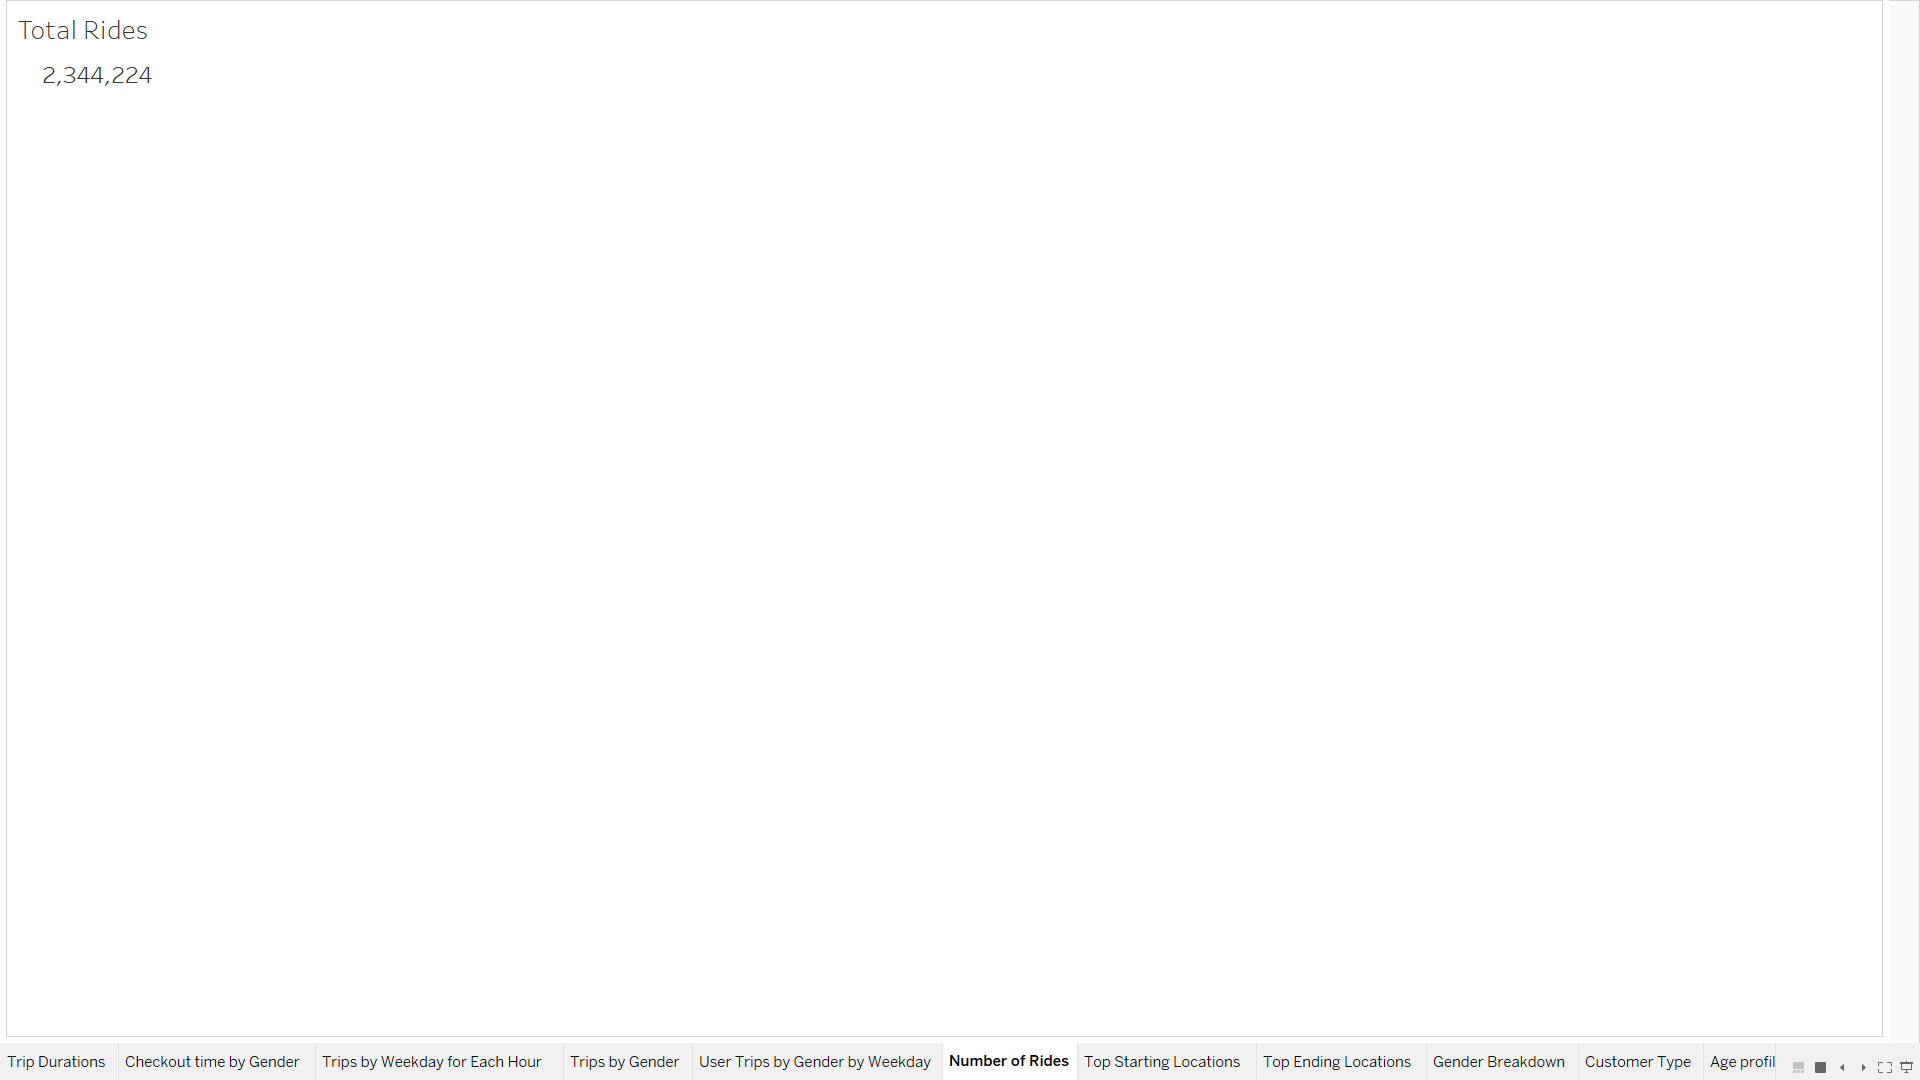 Total Rides
2,344,224
Trip Durations
Checkout time by Gender
Trips by Weekday for Each Hour
Trips by Gender
User Trips by Gender by Weekday
Number of Rides
Top Starting Locations
Top Ending Locations
Gender Breakdown
Customer Type
Age profil